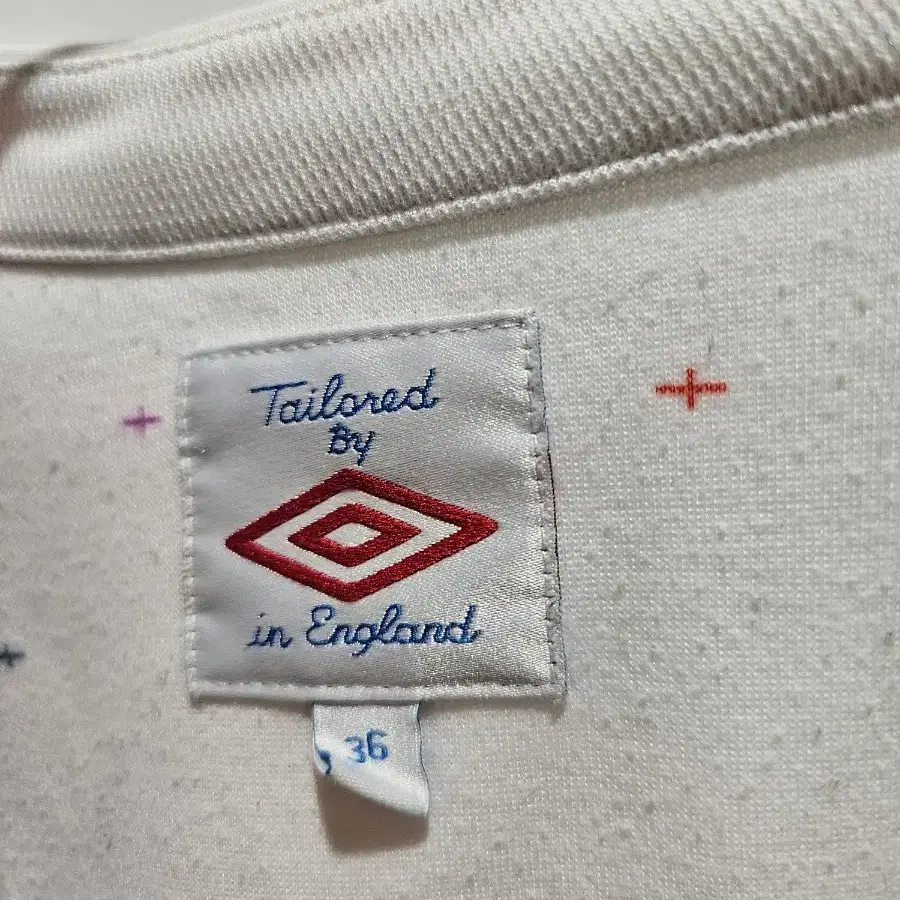 Tailored
By
in England
36